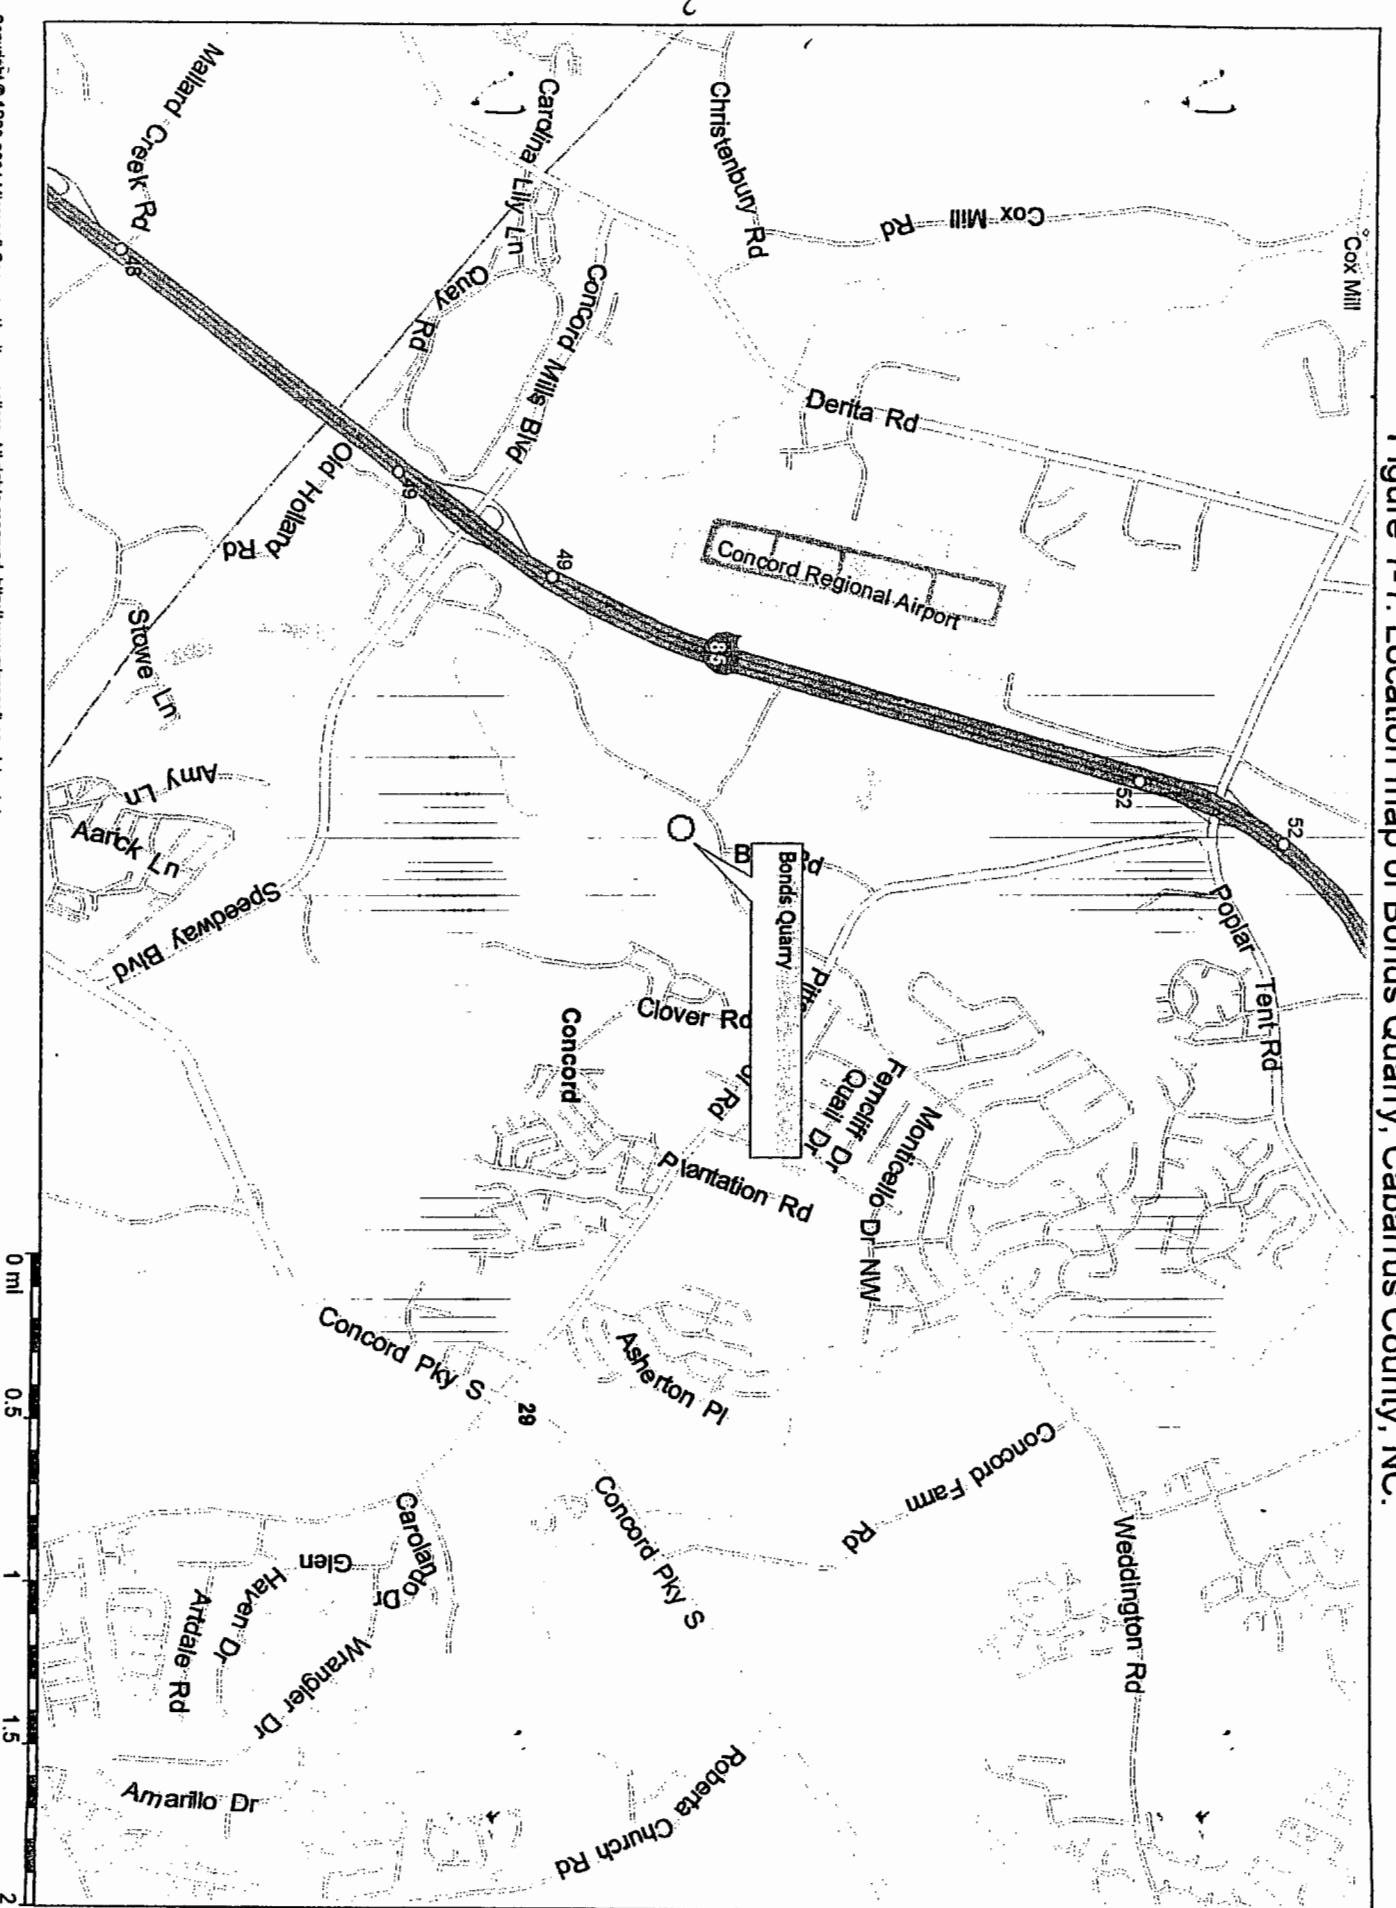 Figure 1-1. Location map of Bonds Quarry, Cabarrus County, NC.
2
Cox Mill
Cox Mill Rd
Christenbury Rd
Carolina Lily Ln
Mallard Creek Rd
Quay Rd
Concord Mills Blvd
Derita Rd
48
49
Old Holland Rd
49
Concord Regional Airport
85
Stowe Ln
52
52
Amy Ln
Aarick Ln
Speedway Blvd
Bonds Quarry
Rd
Poplar Tent Rd
Clover Rd
Concord
Rd
Ferncliff Dr
Quail Dr
Monticello Dr NW
Plantation Rd
Concord Pky S
29
Asherton Pl
Concord Farm Rd
Concord Pky S
Weddington Rd
Carolando Dr
Glen Haven Dr
Artdale Rd
Wrangler Dr
Amarillo Dr
Roberta Church Rd
0 mi
0.5
1
1.5
2